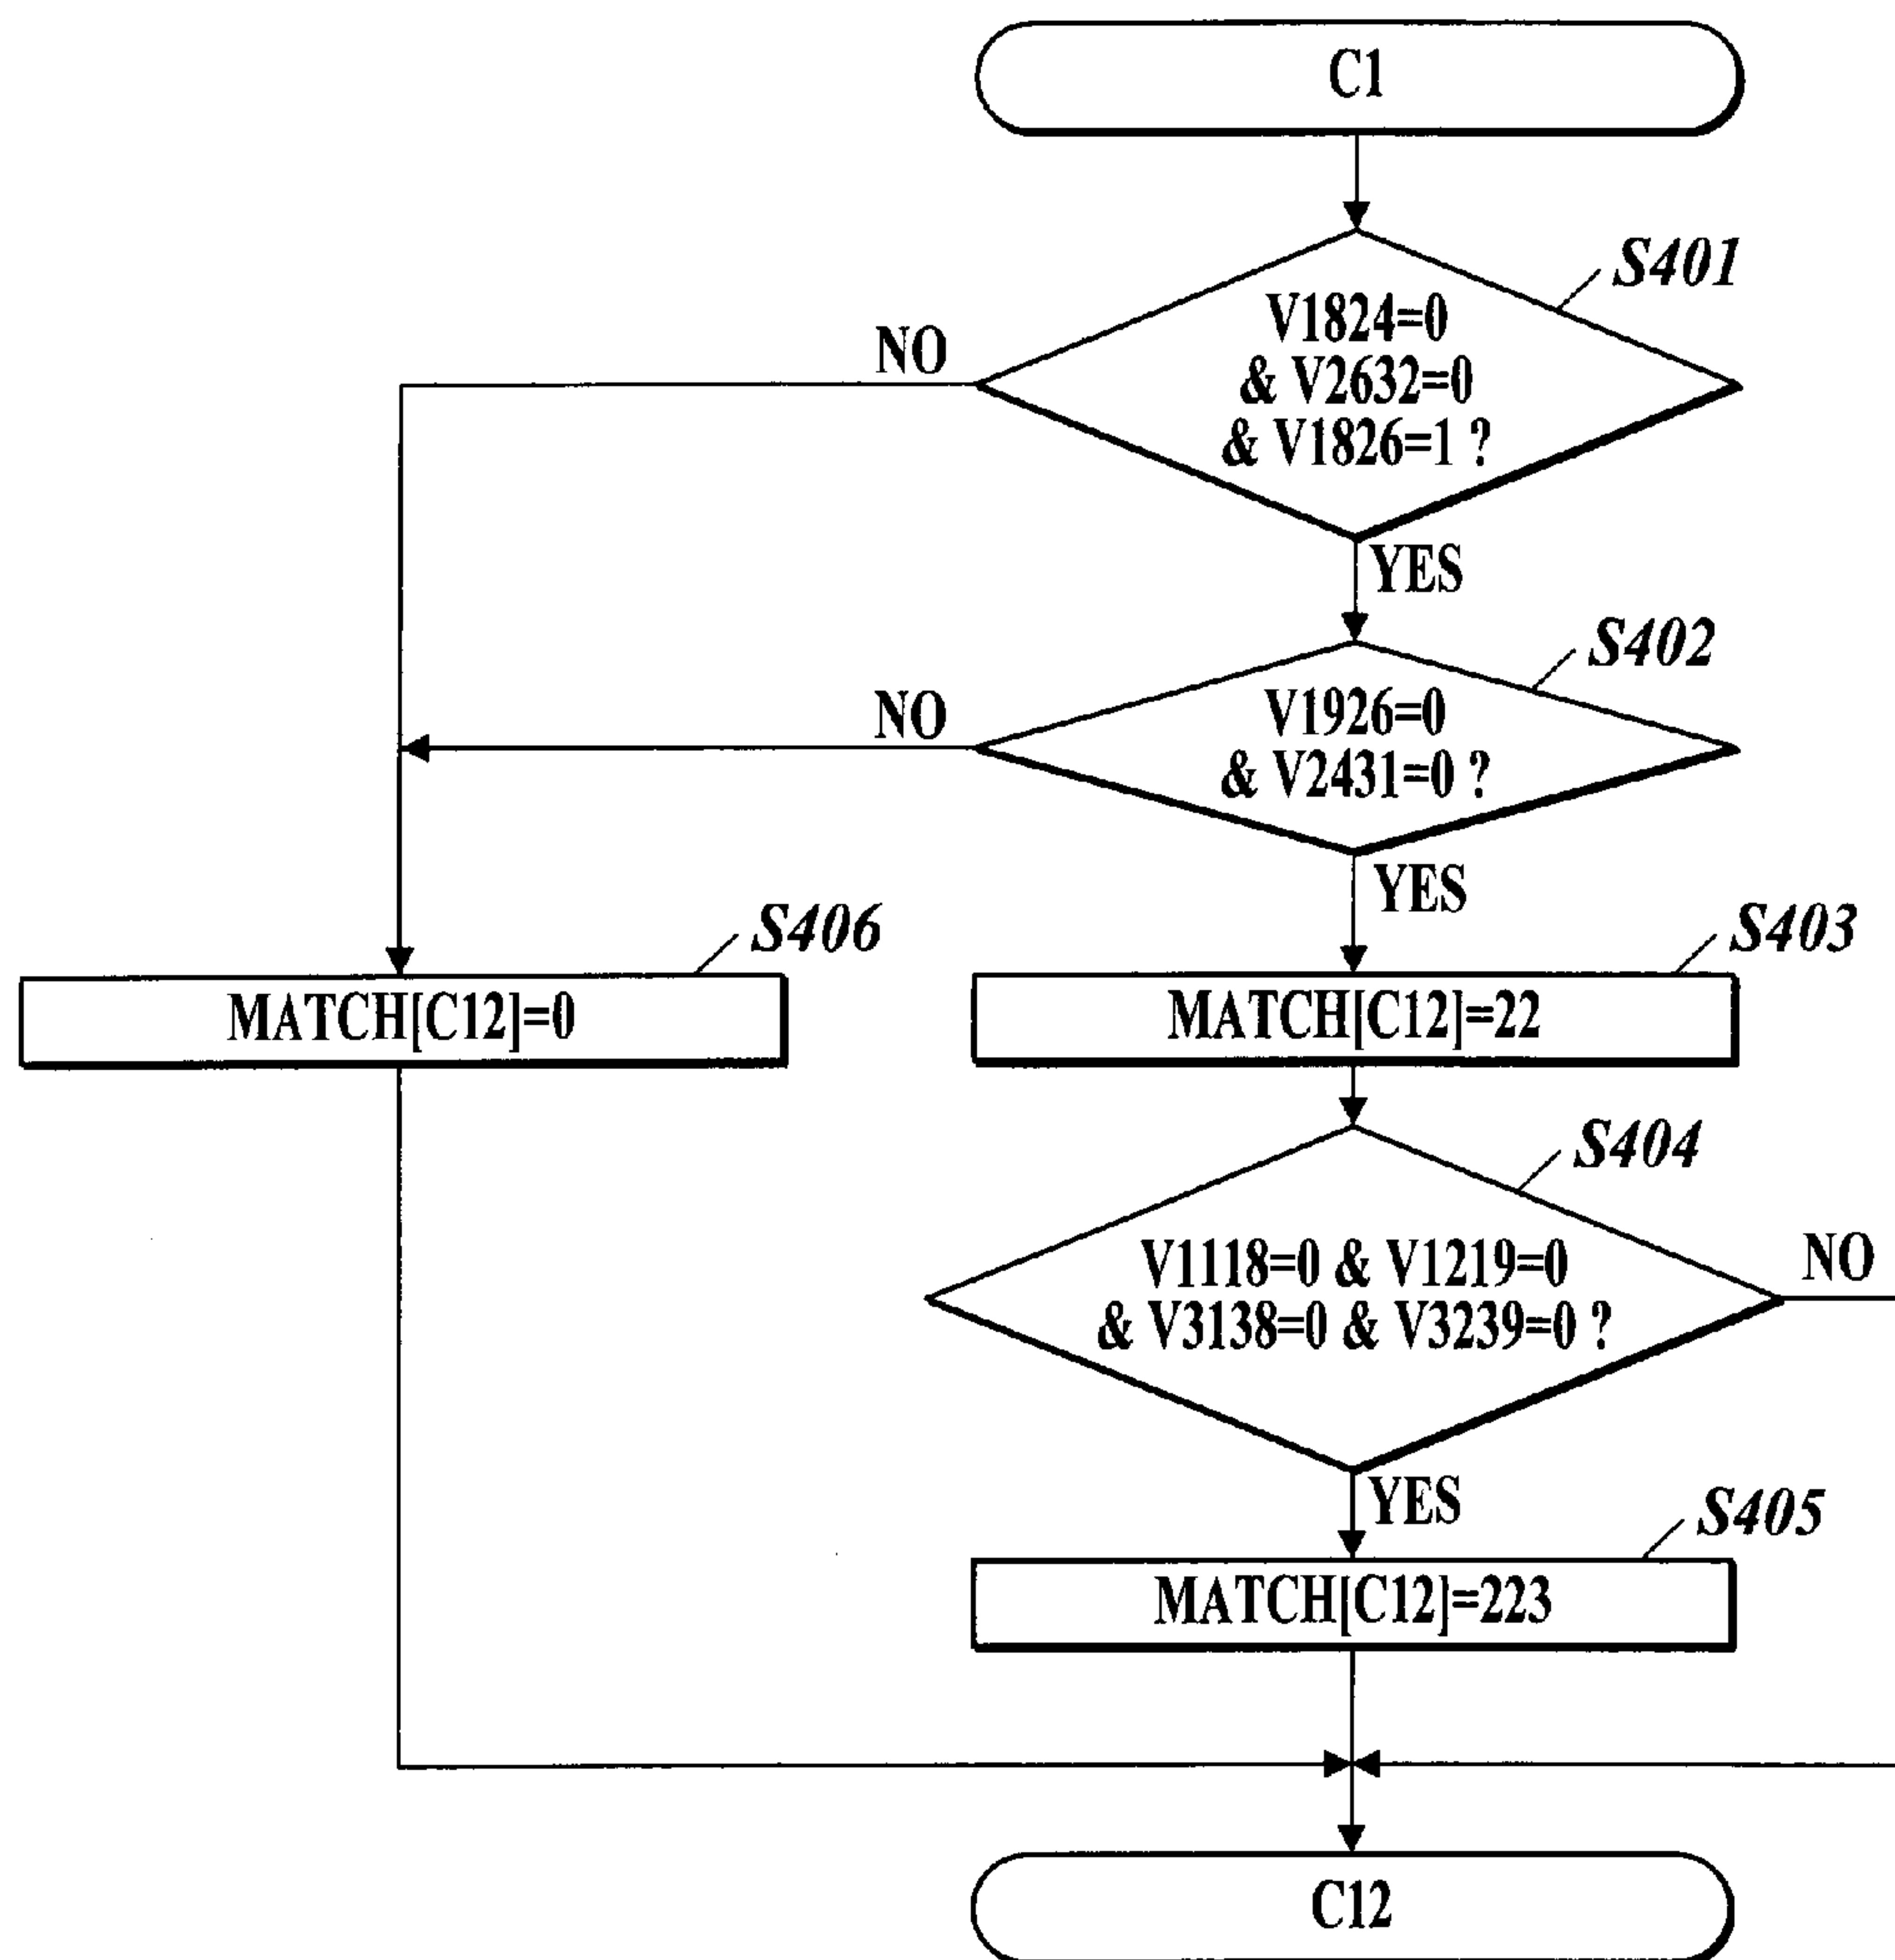 C1
S401
V1824=0
& V2632=0
& V1826=1 ?
NO
YES
S402
V1926=0
& V2431=0 ?
NO
YES
S406
MATCH[C12]=0
S403
MATCH[C12]=22
S404
V1118=0 & V1219=0
& V3138=0 & V3239=0 ?
NO
YES
S405
MATCH[C12]=223
C12